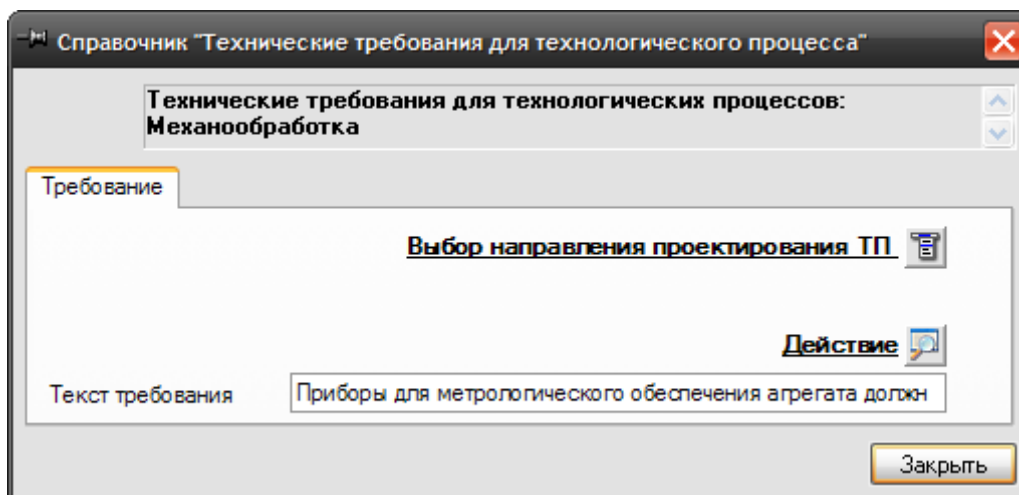 Справочник "Технические требования для технологического процесса"
Технические требования для технологических процессов:
Механообработка
Требование
Выбор направления проектирования ТП
Действие
Текст требования
Приборы для метрологического обеспечения агрегата должн
Закрыть